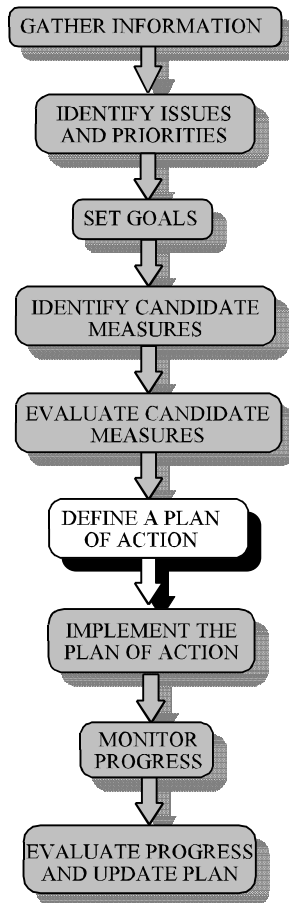 GATHER INFORMATION
IDENTIFY ISSUES
AND PRIORITIES
SET GOALS
IDENTIFY CANDIDATE
MEASURES
EVALUATE CANDIDATE
MEASURES
DEFINE A PLAN
OF ACTION
IMPLEMENT THE
PLAN OF ACTION
MONITOR
PROGRESS
EVALUATE PROGRESS
AND UPDATE PLAN